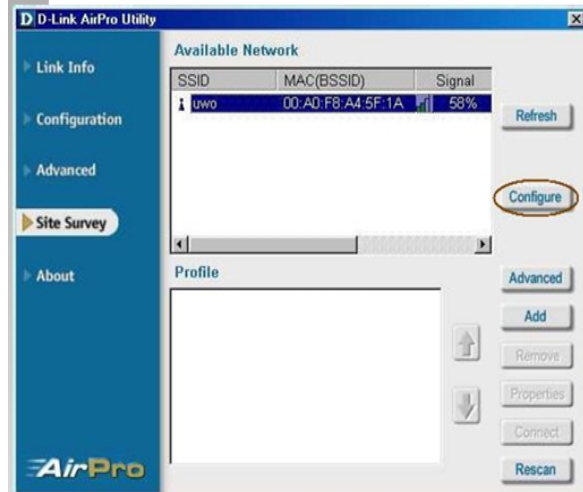 D D-Link AirPro Utility
Link Info
Configuration
Advanced
Site Survey
About
AirPro
Available Network
SSID MAC(BSSID) Signal
uwo 00:A0:F8:A4:5F:1A 58%
Refresh
Configure
Profile
Advanced
Add
Remove
Properties
Connect
Rescan